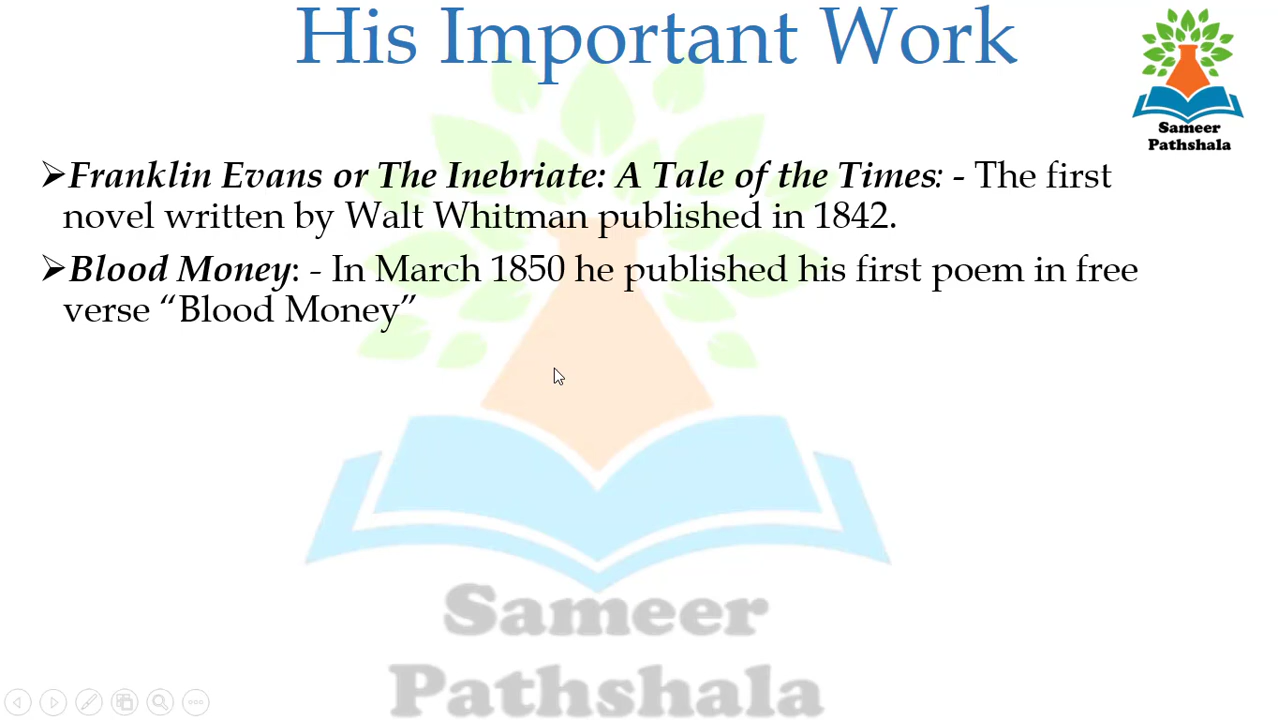 His Important Work
Sameer
Pathshala
➢Franklin Evans or The Inebriate: A Tale of the Times: - The first
novel written by Walt Whitman published in 1842.
➢Blood Money: - In March 1850 he published his first poem in free
verse “Blood Money”
Sameer
Pathshala